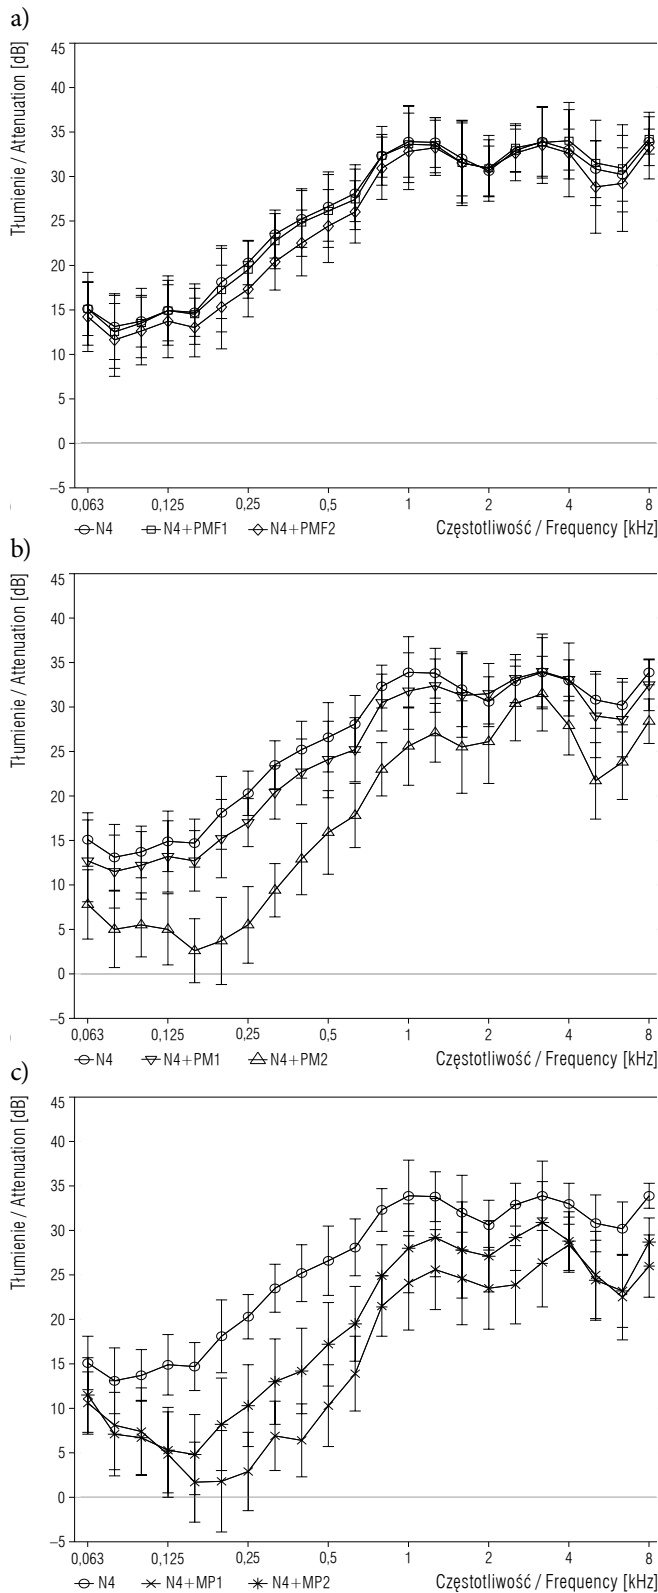 a)
Tłumienie / Attenuation [dB]
45
40
35
30
25
20
15
10
5
0
–5
0,063 0,125 0,25 0,5 1 2 4 8
N4 N4+PMF1 N4+PMF2 Częstotliwość / Frequency [kHz]
b)
Tłumienie / Attenuation [dB]
45
40
35
30
25
20
15
10
5
0
–5
0,063 0,125 0,25 0,5 1 2 4 8
N4 N4+PM1 N4+PM2 Częstotliwość / Frequency [kHz]
c)
Tłumienie / Attenuation [dB]
45
40
35
30
25
20
15
10
5
0
–5
0,063 0,125 0,25 0,5 1 2 4 8
N4 N4+MP1 N4+MP2 Częstotliwość / Frequency [kHz]